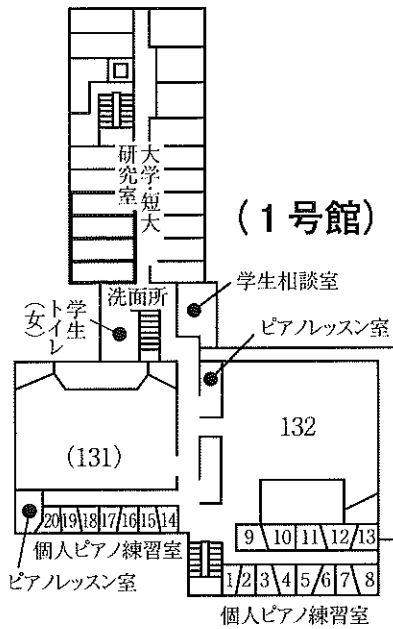 大学・短大
研究室
(1号館)
洗面所
学生相談室
学生
トイレ
(女)
ピアノレッスン室
(131)
132
20 19 18 17 16 15 14
9 10 11 12 13
個人ピアノ練習室
ピアノレッスン室
1 2 3 4 5 6 7 8
個人ピアノ練習室